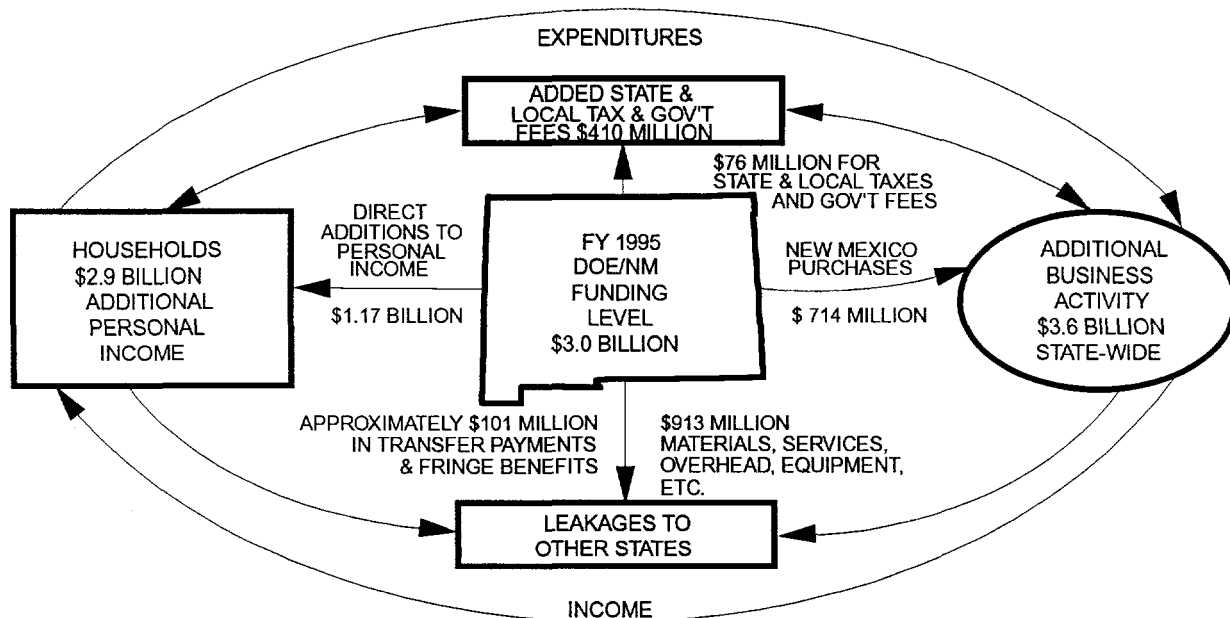 EXPENDITURES
ADDED STATE &
LOCAL TAX & GOV'T
FEES $410 MILLION
$76 MILLION FOR
STATE & LOCAL TAXES
AND GOV'T FEES
HOUSEHOLDS
$2.9 BILLION
ADDITIONAL
PERSONAL
INCOME
DIRECT
ADDITIONS TO
PERSONAL
INCOME
$1.17 BILLION
FY 1995
DOE/NM
FUNDING
LEVEL
$3.0 BILLION
NEW MEXICO
PURCHASES
$ 714 MILLION
ADDITIONAL
BUSINESS
ACTIVITY
$3.6 BILLION
STATE-WIDE
APPROXIMATELY $101 MILLION
IN TRANSFER PAYMENTS
& FRINGE BENEFITS
$913 MILLION
MATERIALS, SERVICES,
OVERHEAD, EQUIPMENT,
ETC.
LEAKAGES TO
OTHER STATES
INCOME